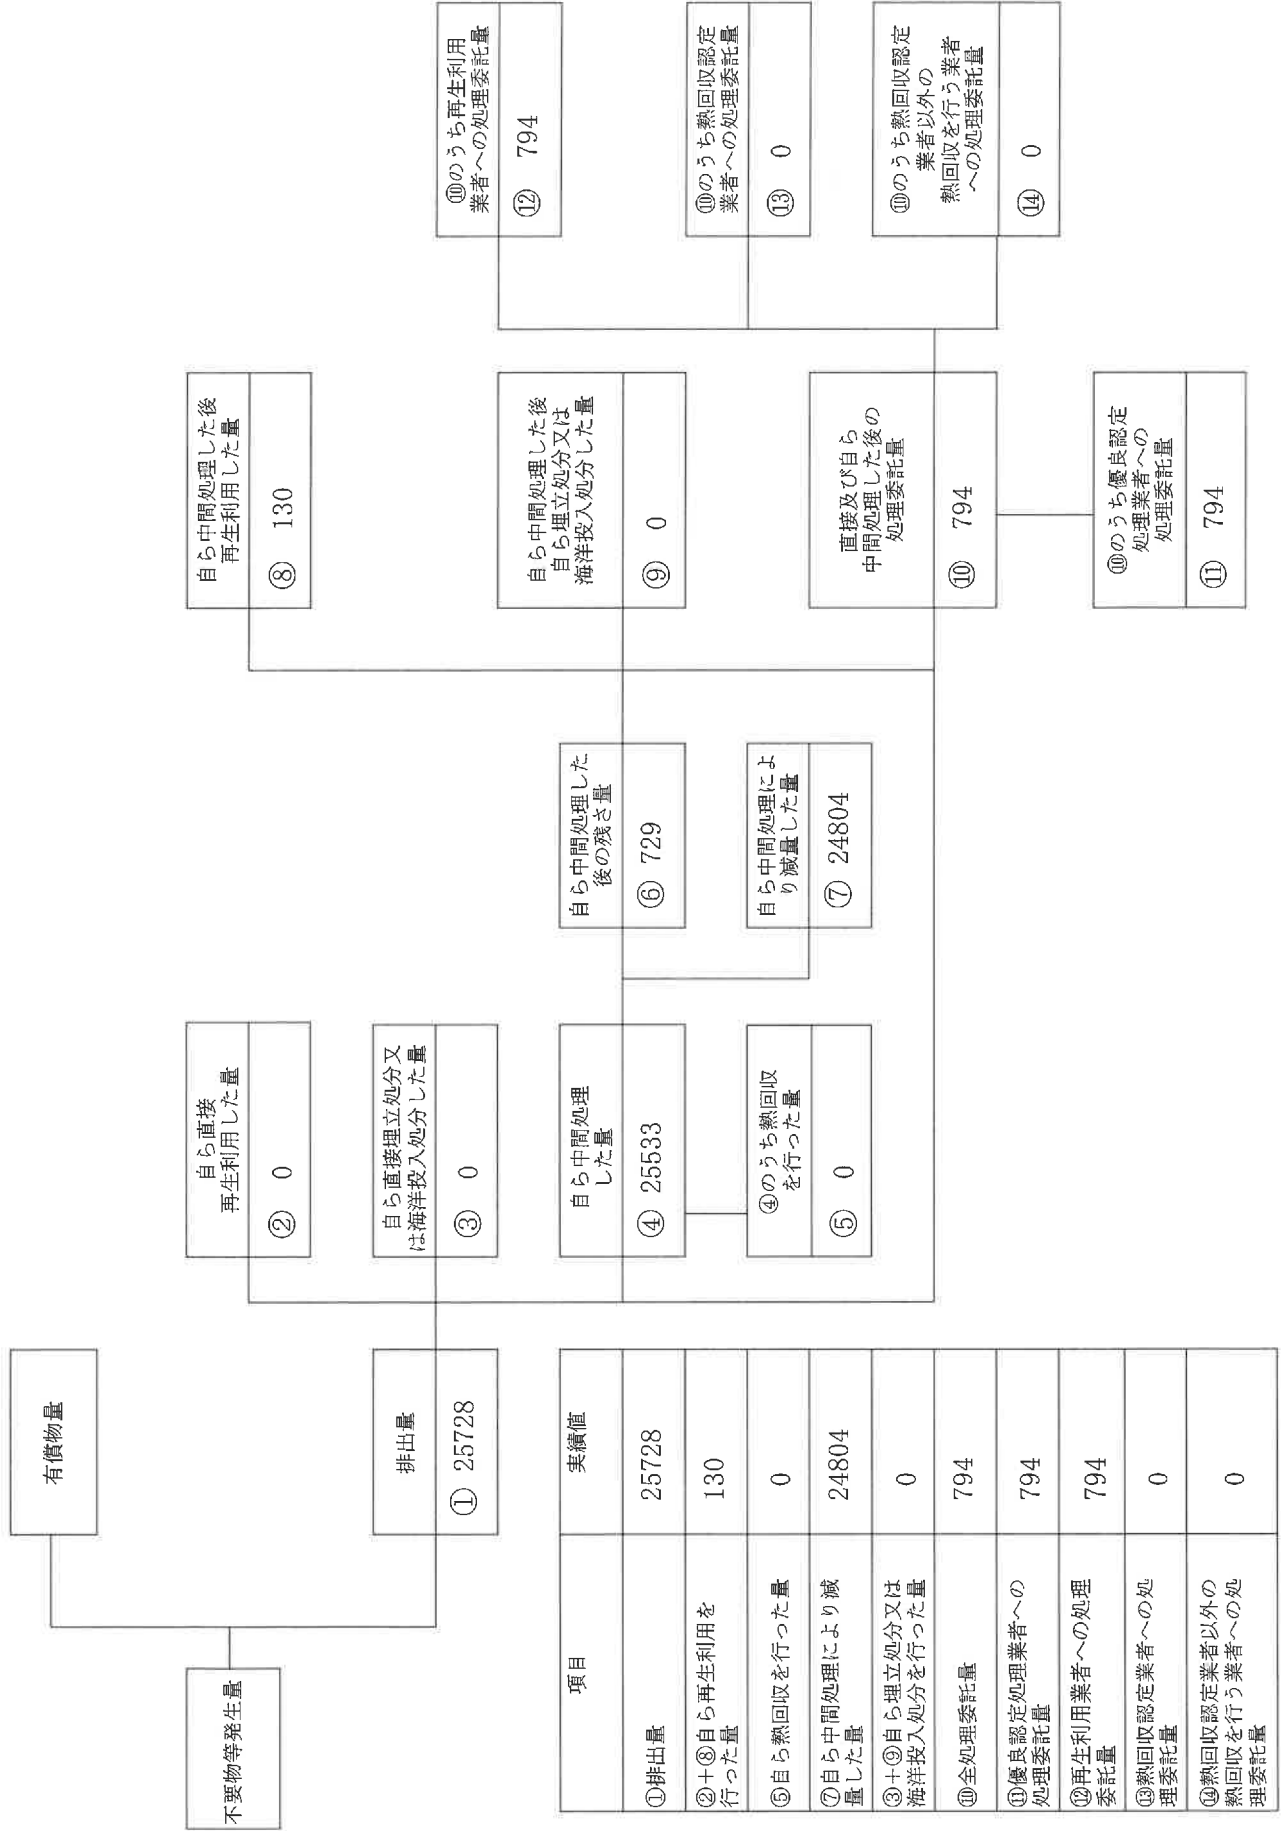 不要物等発生量
有償物量
排出量
① 25728
自ら直接
再生利用した量
② 0
自ら直接埋立処分又
は海洋投入処分した量
③ 0
自ら中間処理
した量
④ 25533
④のうち熱回収
を行った量
⑤ 0
自ら中間処理した
後の残さ量
⑥ 729
自ら中間処理によ
り減量した量
⑦ 24804
自ら中間処理した後
再生利用した量
⑧ 130
自ら中間処理した後
自ら埋立処分又は
海洋投入処分した量
⑨ 0
直接及び自ら
中間処理した後の
処理委託量
⑩ 794
⑩のうち優良認定
処理業者への
処理委託量
⑪ 794
⑩のうち再生利用
業者への処理委託量
⑫ 794
⑩のうち熱回収認定
業者への処理委託量
⑬ 0
⑩のうち熱回収認定
業者以外の
熱回収を行う業者
への処理委託量
⑭ 0
項目 実績値
①排出量 25728
②+⑧自ら再生利用を
行った量 130
⑤自ら熱回収を行った量 0
⑦自ら中間処理により減
量した量 24804
③+⑨自ら埋立処分又は
海洋投入処分を行った量 0
⑩全処理委託量 794
⑪優良認定処理業者への
処理委託量 794
⑫再生利用業者への処理
委託量 794
⑬熱回収認定業者への処
理委託量 0
⑭熱回収認定業者以外の
熱回収を行う業者への処
理委託量 0